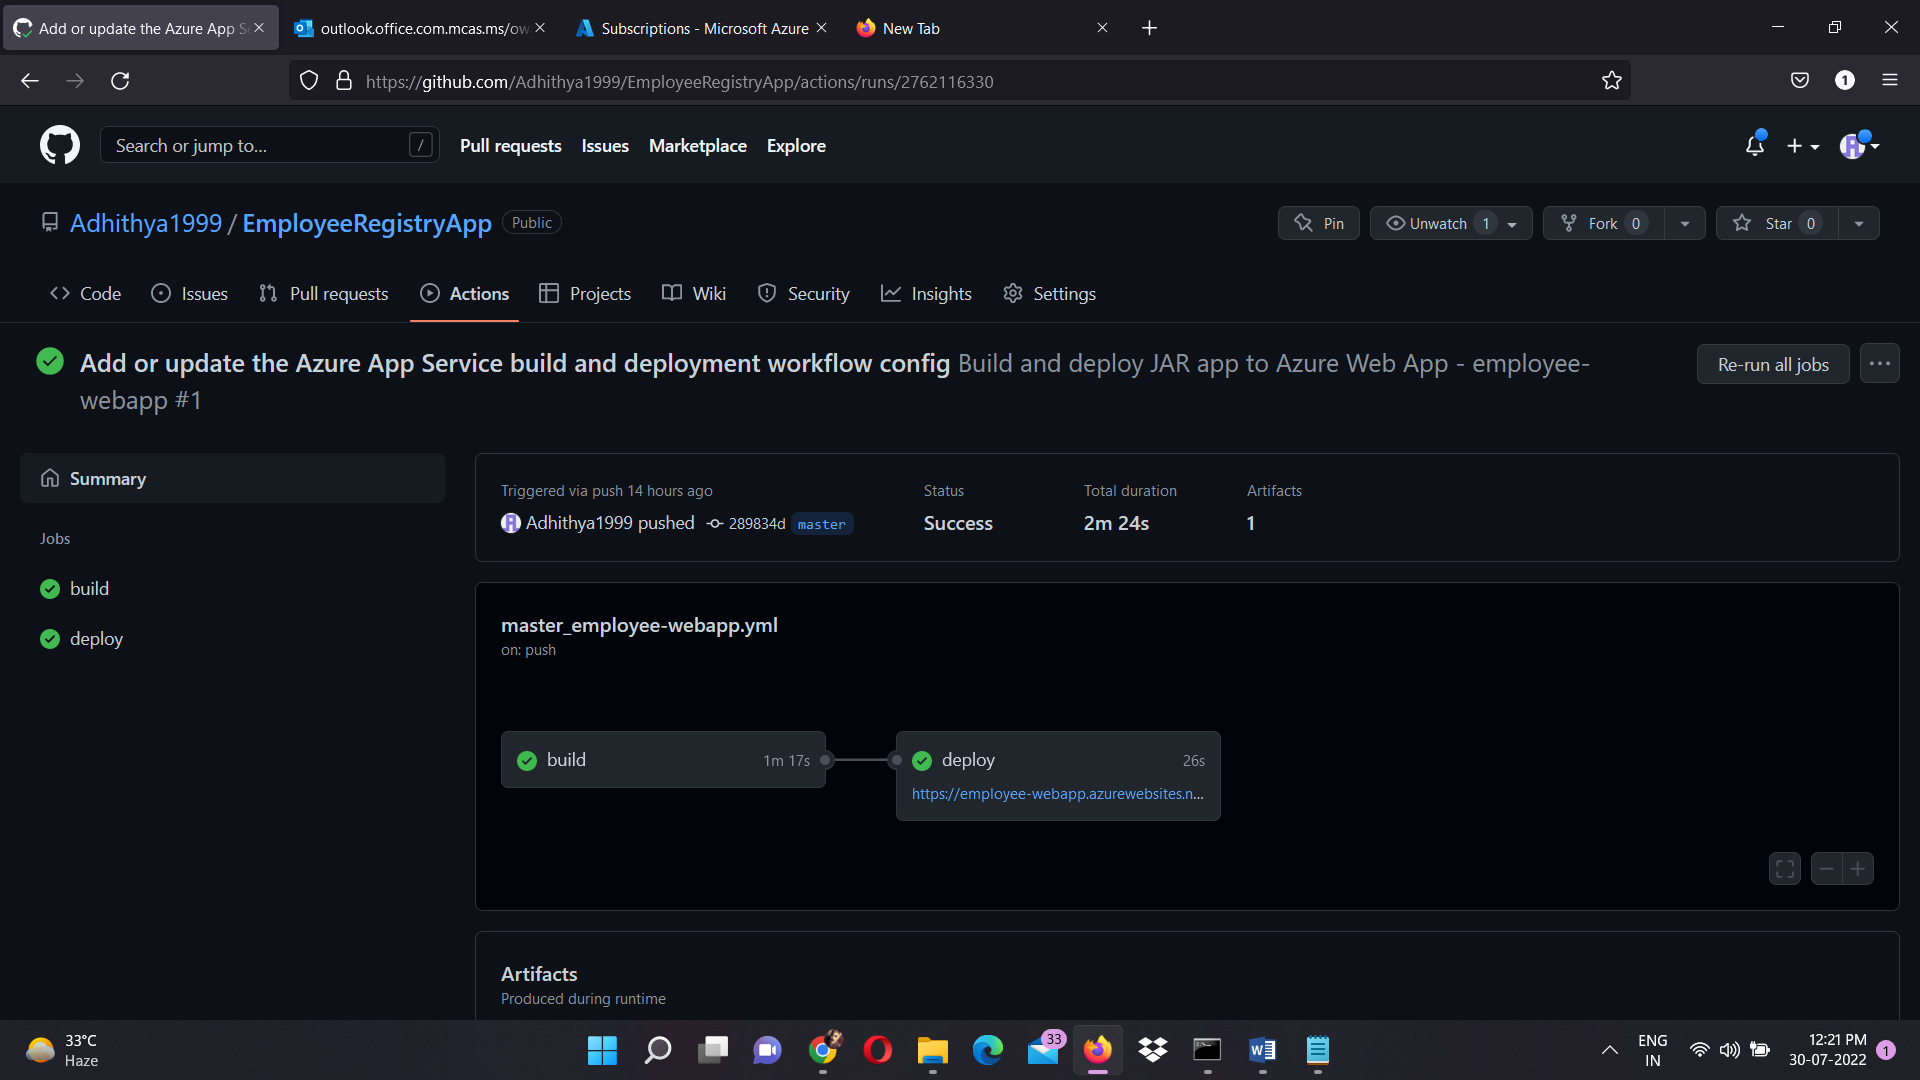 Add or update the Azure App Se
outlook.office.com.mcas.ms/ow
Subscriptions - Microsoft Azure
New Tab
https://github.com/Adhithya1999/EmployeeRegistryApp/actions/runs/2762116330
1
Search or jump to...
/
Pull requests
Issues
Marketplace
Explore
Adhithya1999 / EmployeeRegistryApp
Public
Pin
Unwatch 1
Fork 0
Star 0
Code
Issues
Pull requests
Actions
Projects
Wiki
Security
Insights
Settings
Add or update the Azure App Service build and deployment workflow config Build and deploy JAR app to Azure Web App - employee-
webapp #1
Re-run all jobs
Summary
Jobs
build
deploy
Triggered via push 14 hours ago
Adhithya1999 pushed 289834d master
Status
Success
Total duration
2m 24s
Artifacts
1
master_employee-webapp.yml
on: push
build 1m 17s
deploy 26s
https://employee-webapp.azurewebsites.n...
Artifacts
Produced during runtime
33°C
Haze
33
ENG
IN
12:21 PM
30-07-2022
1